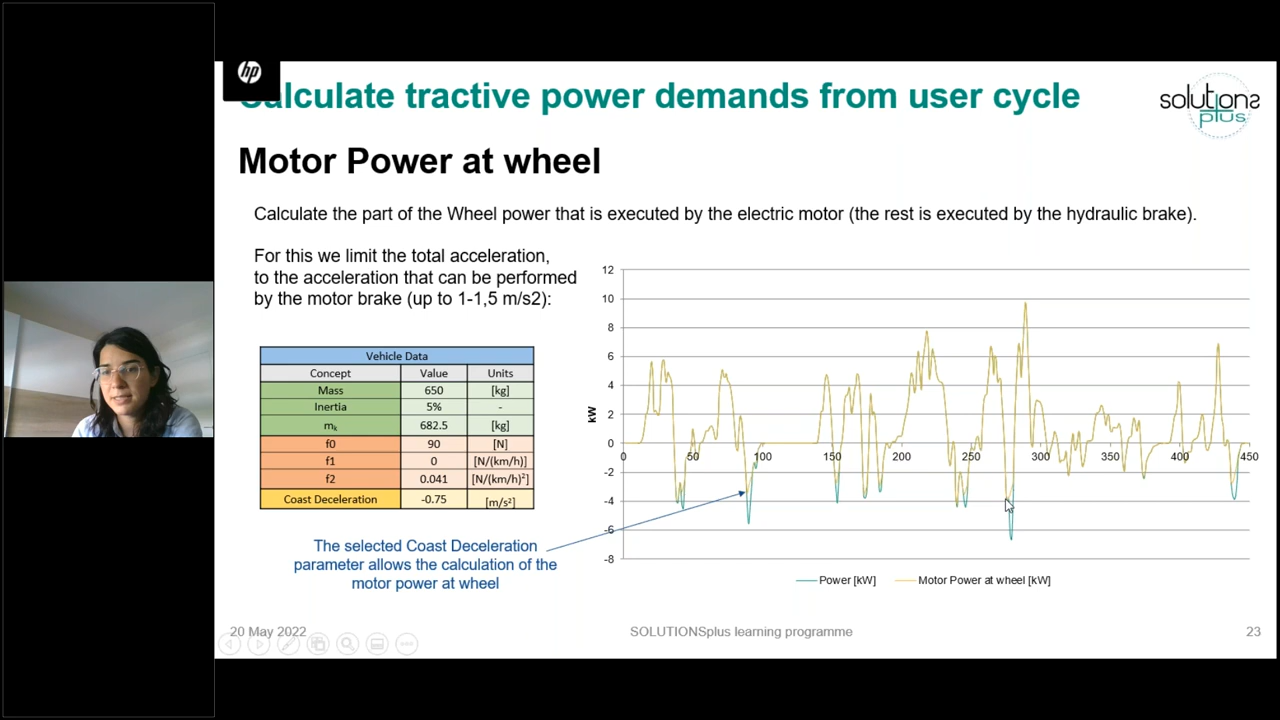 hp
Calculate tractive power demands from user cycle
solutions
plus
Motor Power at wheel
Calculate the part of the Wheel power that is executed by the electric motor (the rest is executed by the hydraulic brake).
For this we limit the total acceleration,
to the acceleration that can be performed
by the motor brake (up to 1-1,5 m/s2):
Vehicle Data
Concept Value Units
Mass 650 [kg]
Inertia 5% -
mk 682.5 [kg]
f0 90 [N]
f1 0 [N/(km/h)]
f2 0.041 [N/(km/h)²]
Coast Deceleration -0.75 [m/s²]
The selected Coast Deceleration
parameter allows the calculation of the
motor power at wheel
kW
12
10
8
6
4
2
0
-2
-4
-6
-8
0 50 100 150 200 250 300 350 400 450
Power [kW] Motor Power at wheel [kW]
20 May 2022 SOLUTIONSplus learning programme 23